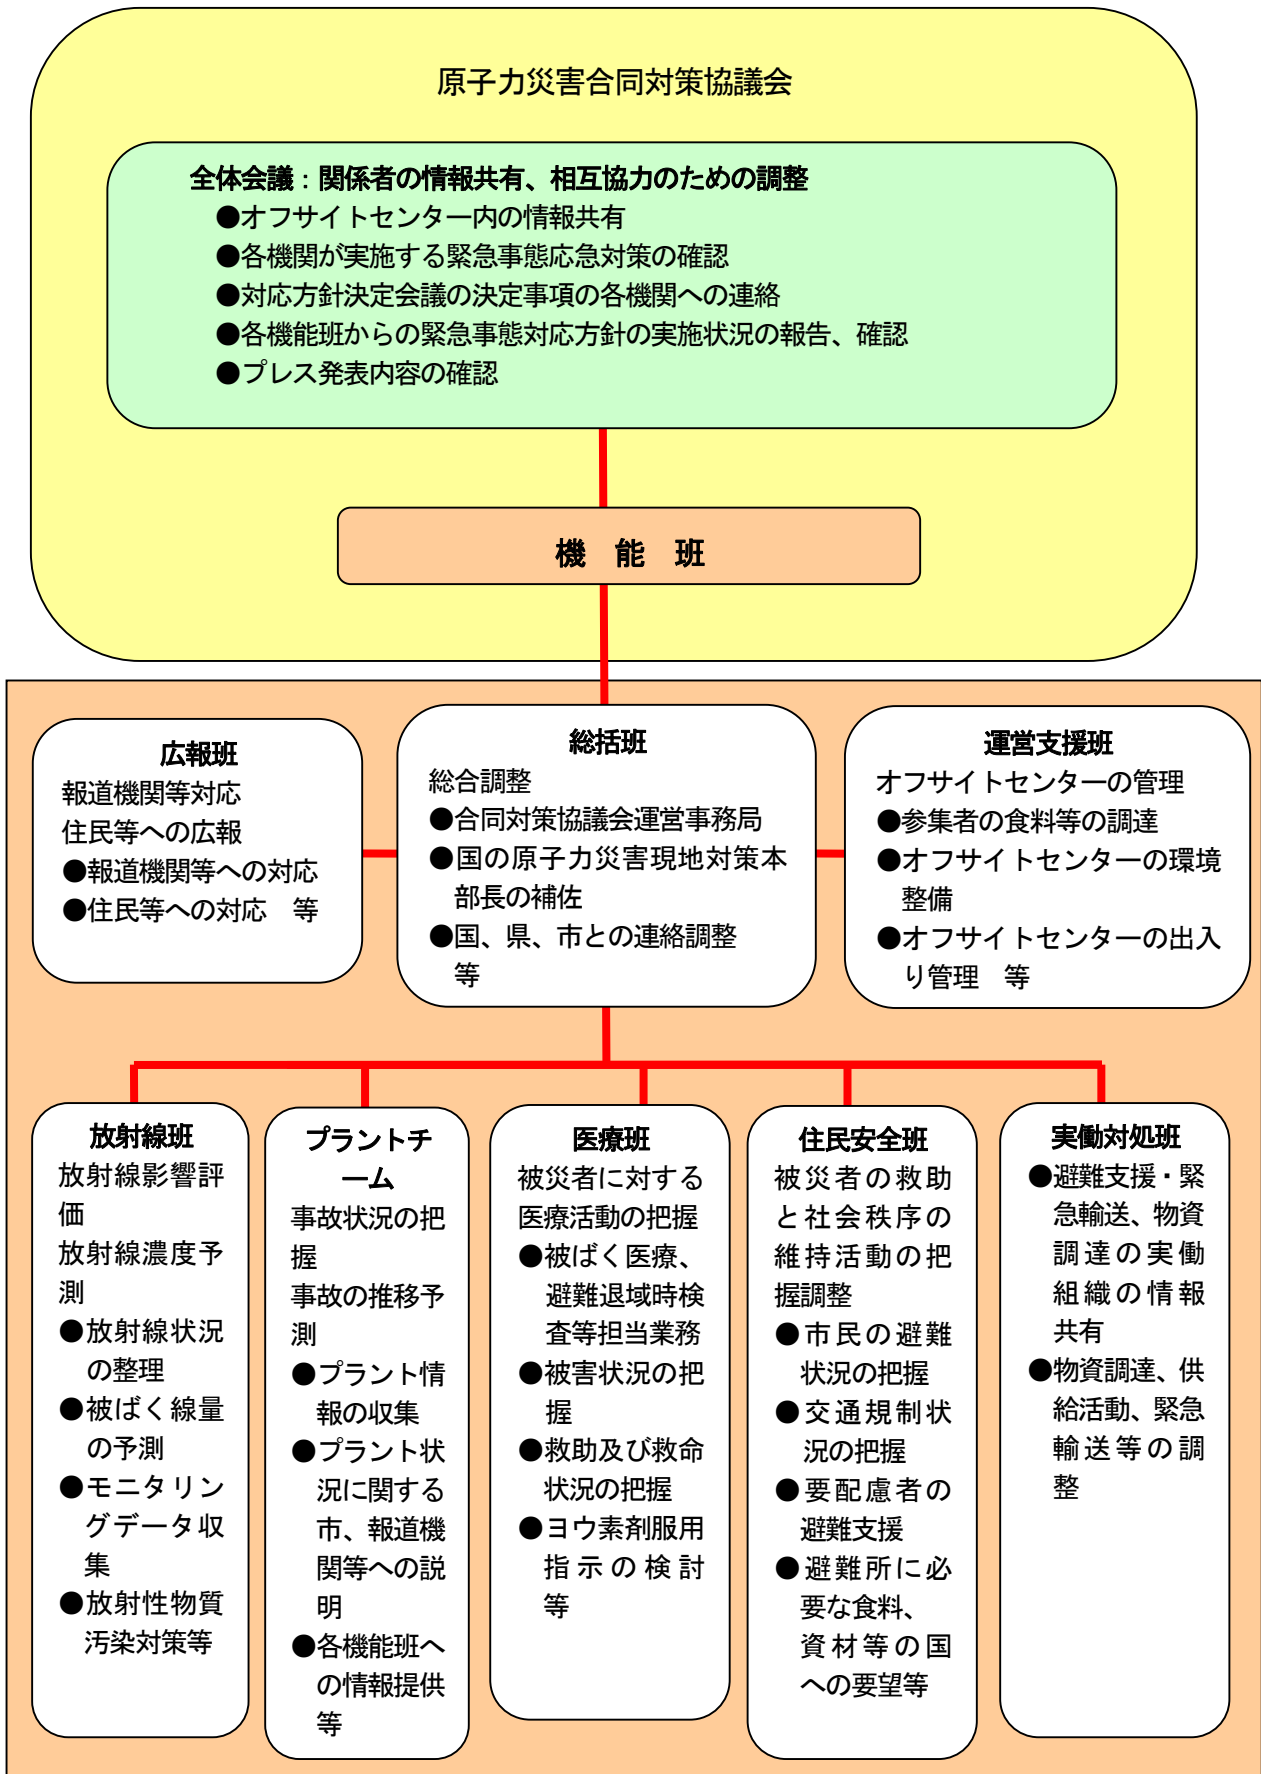 原子力災害合同対策協議会
全体会議：関係者の情報共有、相互協力のための調整
●オフサイトセンター内の情報共有
●各機関が実施する緊急事態応急対策の確認
●対応方針決定会議の決定事項の各機関への連絡
●各機能班からの緊急事態対応方針の実施状況の報告、確認
●プレス発表内容の確認
機　能　班
広報班
報道機関等対応
住民等への広報
●報道機関等への対応
●住民等への対応　等
総括班
総合調整
●合同対策協議会運営事務局
●国の原子力災害現地対策本
部長の補佐
●国、県、市との連絡調整
等
運営支援班
オフサイトセンターの管理
●参集者の食料等の調達
●オフサイトセンターの環境
整備
●オフサイトセンターの出入
り管理　等
放射線班
放射線影響評
価
放射線濃度予
測
●放射線状況
の整理
●被ばく線量
の予測
●モニタリン
グデータ収
集
●放射性物質
汚染対策等
プラントチ
ーム
事故状況の把
握
事故の推移予
測
●プラント情
報の収集
●プラント状
況に関する
市、報道機
関等への説
明
●各機能班へ
の情報提供
等
医療班
被災者に対する
医療活動の把握
●被ばく医療、
避難退域時検
査等担当業務
●被害状況の把
握
●救助及び救命
状況の把握
●ヨウ素剤服用
指示の検討
等
住民安全班
被災者の救助
と社会秩序の
維持活動の把
握調整
●市民の避難
状況の把握
●交通規制状
況の把握
●要配慮者の
避難支援
●避難所に必
要な食料、
資材等の国
への要望等
実働対処班
●避難支援・緊
急輸送、物資
調達の実働
組織の情報
共有
●物資調達、供
給活動、緊急
輸送等の調
整